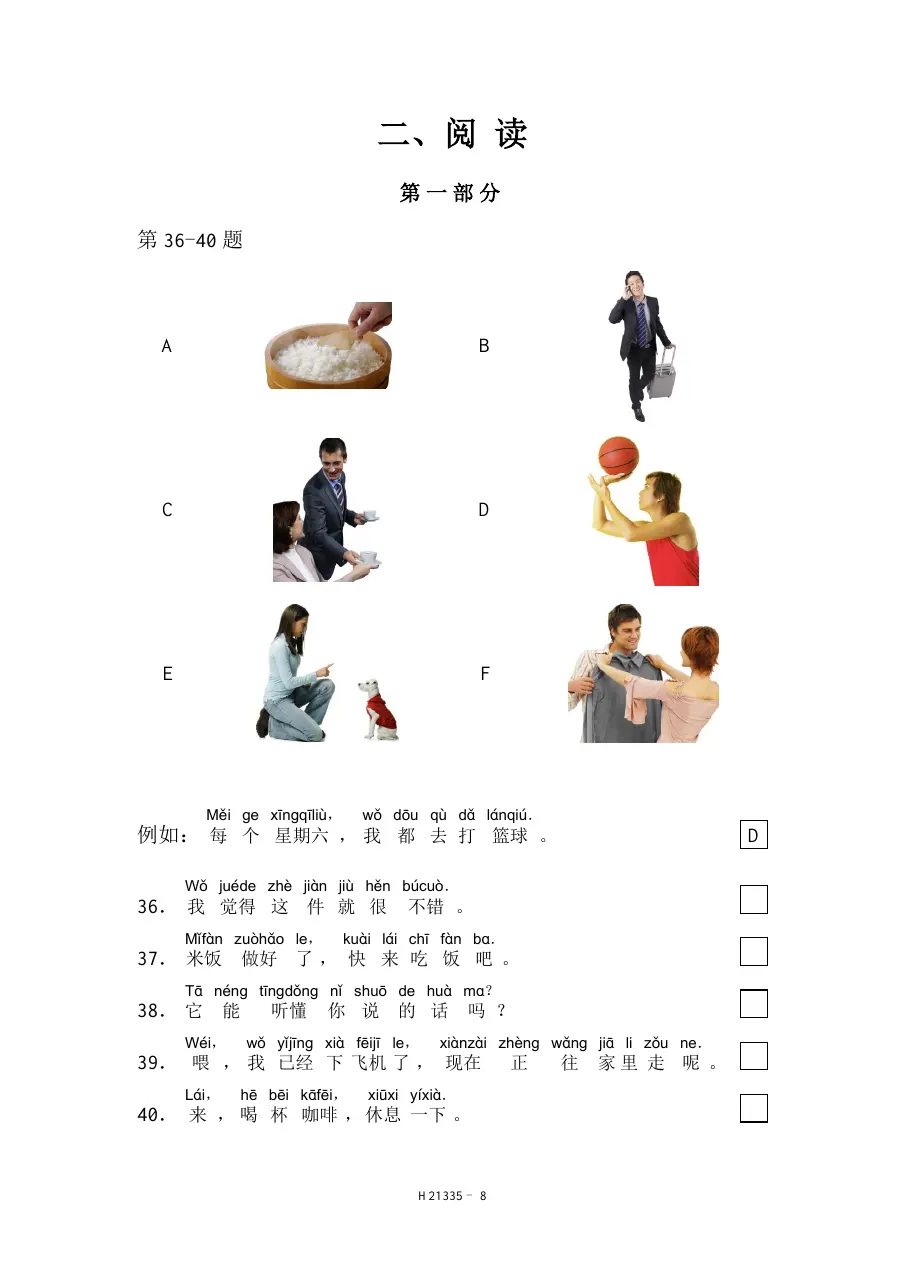 二、阅 读
第一部分
第 36-40 题
A
B
C
D
E
F
Měi ge xīngqīliù, wǒ dōu qù dǎ lánqiú.
例如： 每 个 星期六 ， 我 都 去 打 篮球 。 D
Wǒ juéde zhè jiàn jiù hěn búcuò.
36. 我 觉得 这 件 就 很 不错 。
Mǐfàn zuòhǎo le, kuài lái chī fàn ba.
37. 米饭 做好 了 ， 快 来 吃 饭 吧 。
Tā néng tīngdǒng nǐ shuō de huà ma?
38. 它 能 听懂 你 说 的 话 吗 ？
Wéi, wǒ yǐjīng xià fēijī le, xiànzài zhèng wǎng jiā li zǒu ne.
39. 喂 ， 我 已经 下 飞机 了 ， 现在 正 往 家 里 走 呢 。
Lái, hē bēi kāfēi, xiūxi yíxià.
40. 来 ， 喝 杯 咖啡 ， 休息 一下 。
H21335 - 8